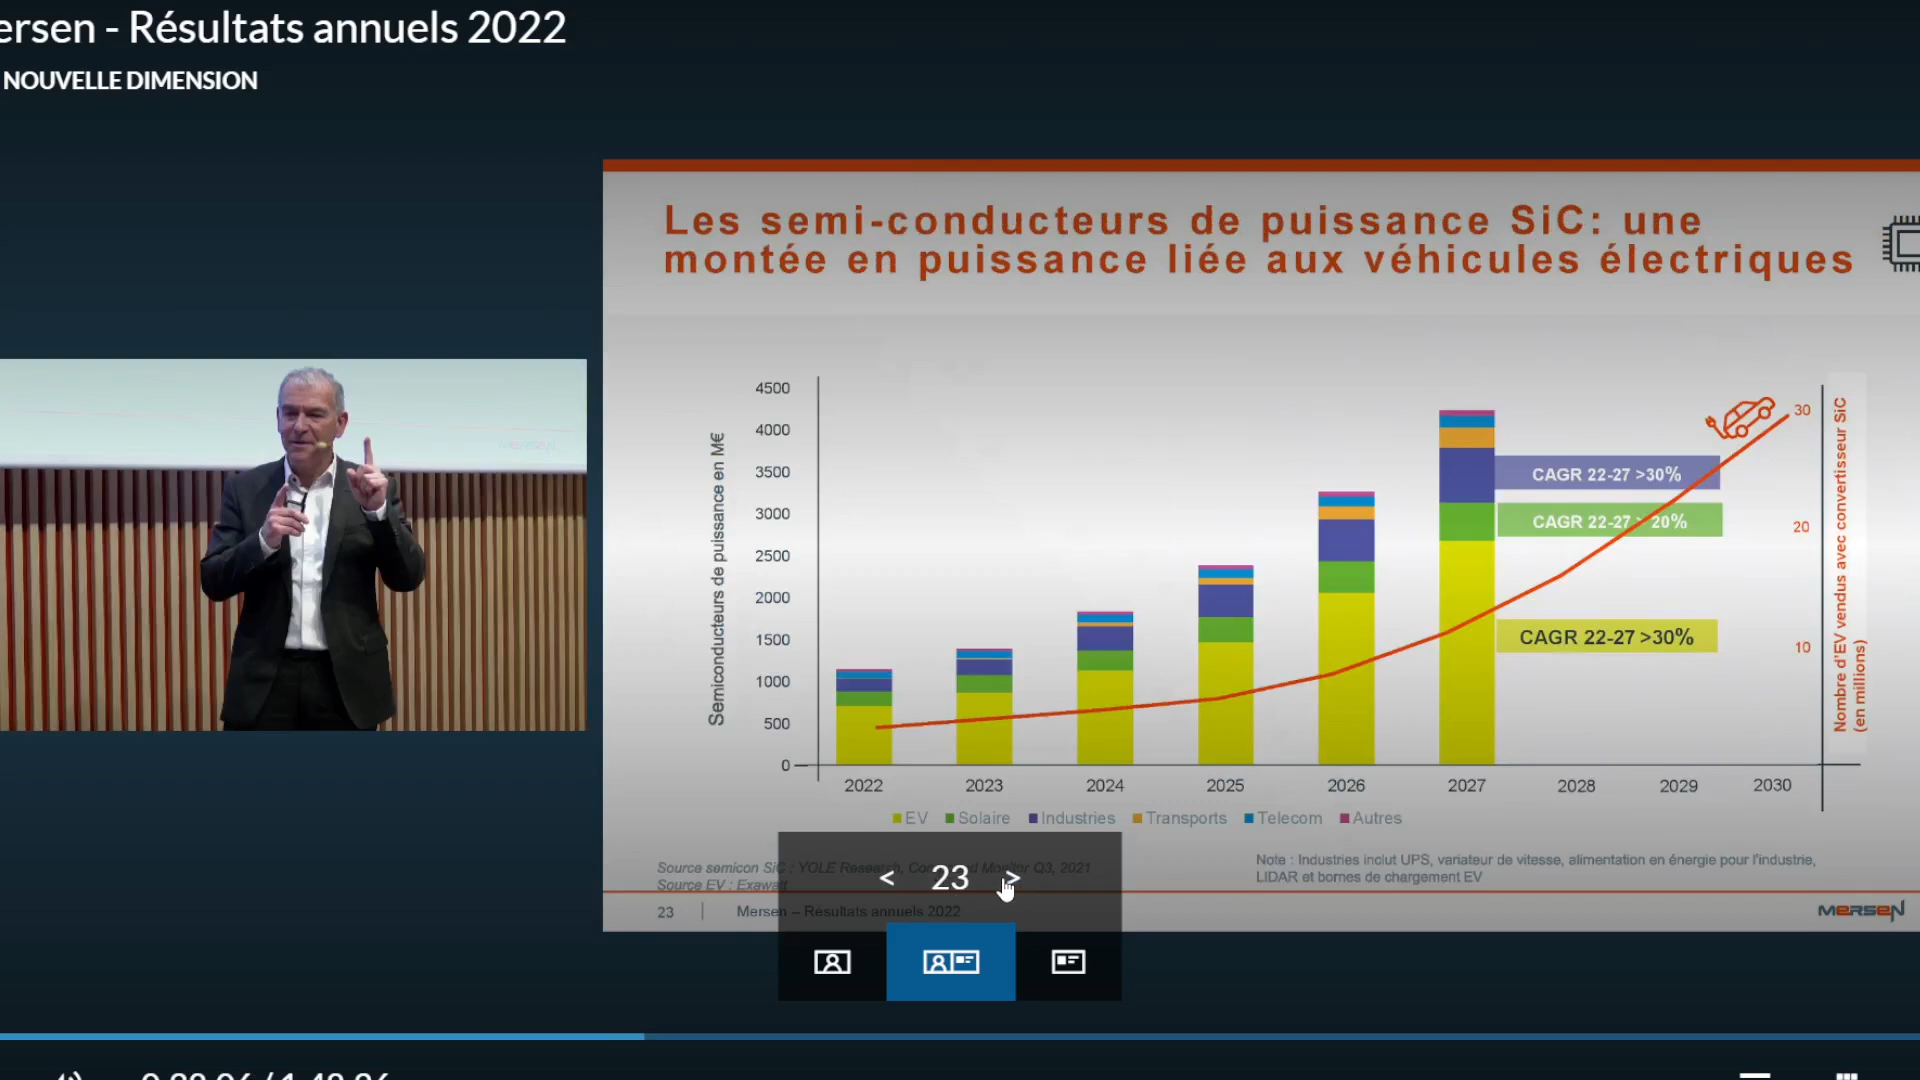 ersen - Résultats annuels 2022
NOUVELLE DIMENSION
Les semi-conducteurs de puissance SiC: une
montée en puissance liée aux véhicules électriques
Semiconducteurs de puissance en M€
4500
4000
3500
3000
2500
2000
1500
1000
500
0
CAGR 22-27 >30%
CAGR 22-27 > 20%
CAGR 22-27 >30%
30
20
10
Nombre d'EV vendus avec convertisseur SiC
(en millions)
2022 2023 2024 2025 2026 2027 2028 2029 2030
EV Solaire Industries Transports Telecom Autres
Source semicon SiC : YOLE Research, Monitor Q3, 2021
Source EV : Exawatt
Note : Industries inclut UPS, variateur de vitesse, alimentation en énergie pour l'industrie,
LIDAR et bornes de chargement EV
< 23 >
23 | Mersen – Résultats annuels 2022
MERSEN
MERSEN